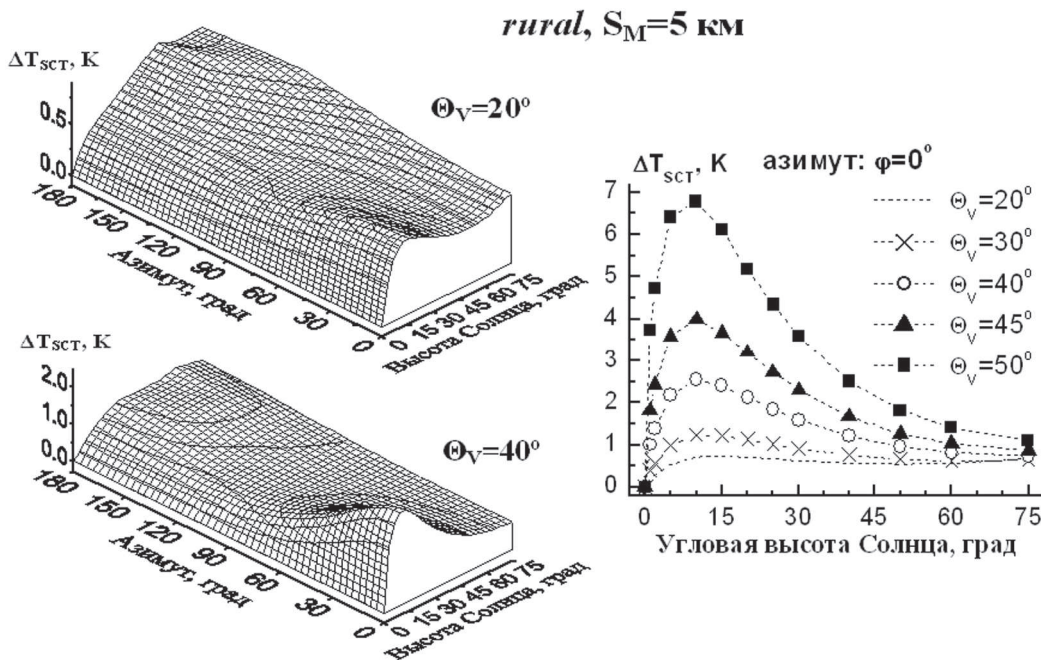 rural, S_M=5 км
ΔT_SCT, K
Θ_V=20°
0.5
0.0
180
150
120
90
60
30
0
Азимут, град
0
15
30
45
60
75
Высота Солнца, град
ΔT_SCT, K
Θ_V=40°
2.0
1.0
0.0
180
150
120
90
60
30
0
Азимут, град
0
15
30
45
60
75
Высота Солнца, град
ΔT_SCT, K азимут: φ=0°
7
6
5
4
3
2
1
0
Θ_V=20°
Θ_V=30°
Θ_V=40°
Θ_V=45°
Θ_V=50°
0 15 30 45 60 75
Угловая высота Солнца, град